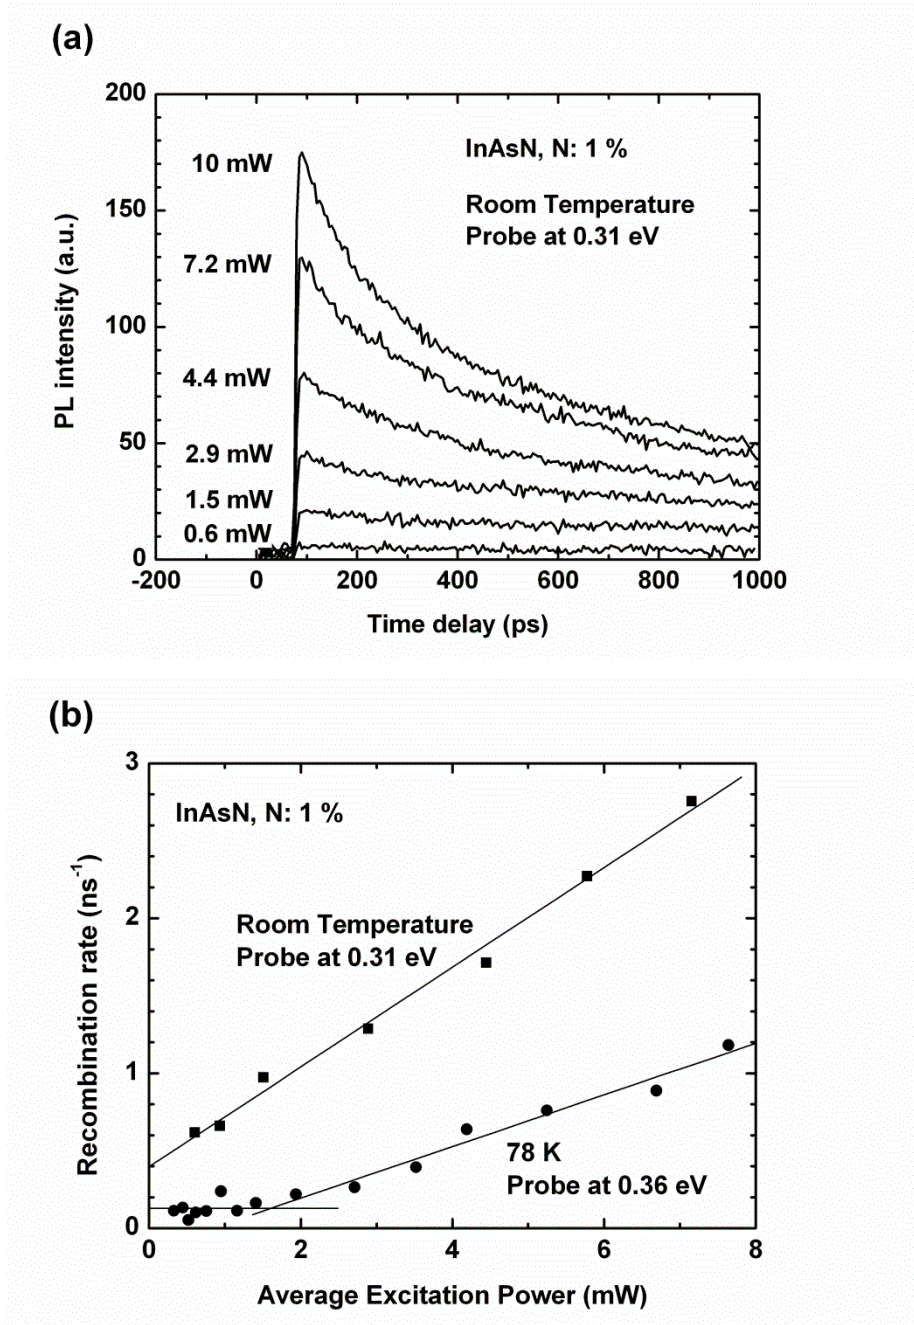 (a)
200
150
100
50
0
-200
0
200
400
600
800
1000
PL intensity (a.u.)
Time delay (ps)
10 mW
7.2 mW
4.4 mW
2.9 mW
1.5 mW
0.6 mW
InAsN, N: 1 %
Room Temperature
Probe at 0.31 eV
(b)
3
2
1
0
0
2
4
6
8
Recombination rate (ns⁻¹)
Average Excitation Power (mW)
InAsN, N: 1 %
Room Temperature
Probe at 0.31 eV
78 K
Probe at 0.36 eV